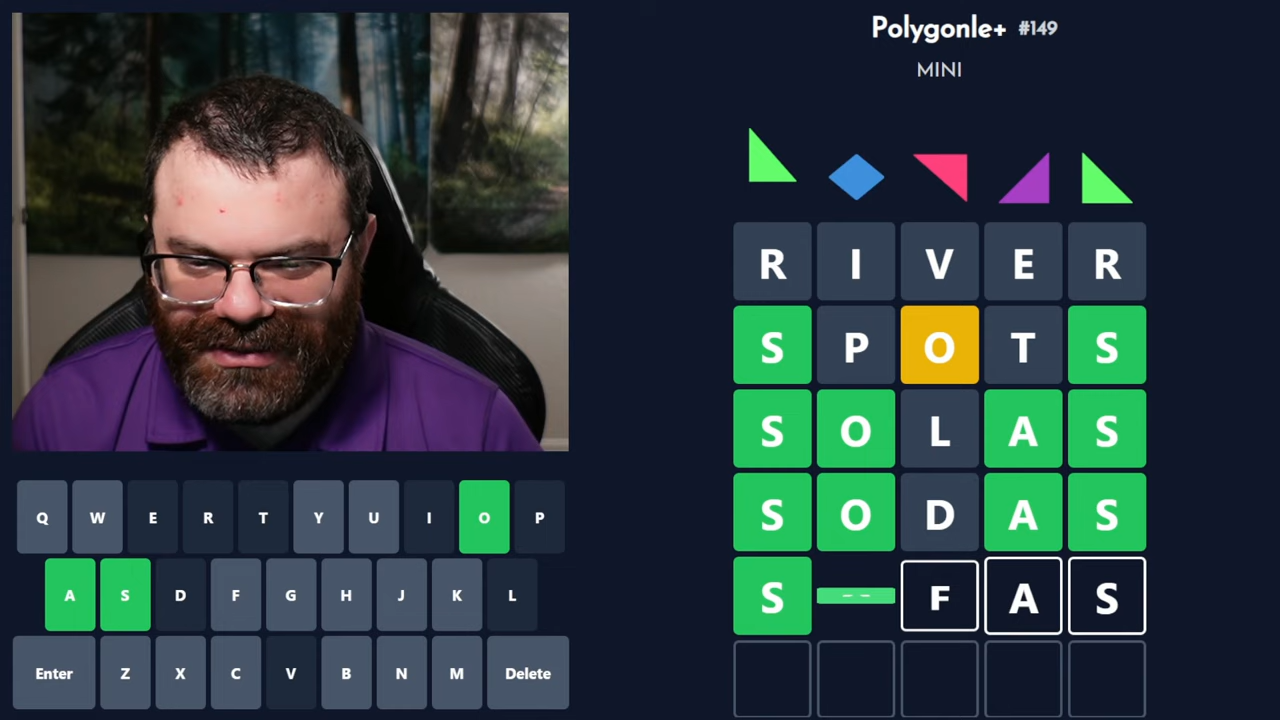 Polygonle+ #149
MINI
R I V E R
S P O T S
S O L A S
S O D A S
S F A S
Q W E R T Y U I O P
A S D F G H J K L
Enter Z X C V B N M Delete